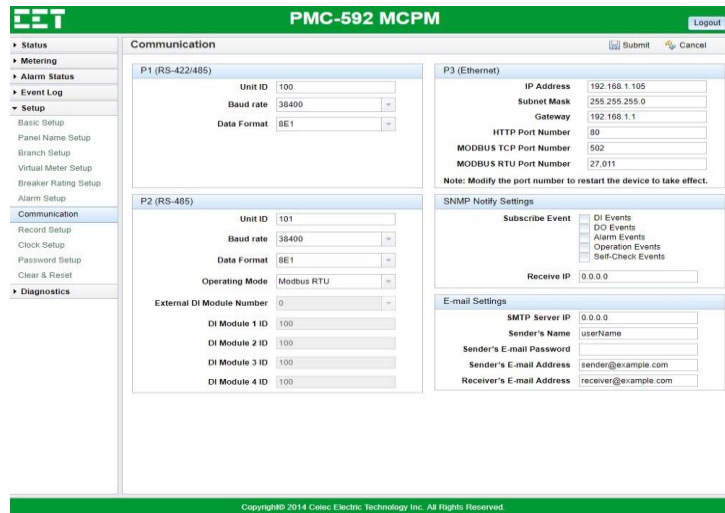 CET
PMC-592 MCPM
Logout
Status
Metering
Alarm Status
Event Log
Setup
Basic Setup
Panel Name Setup
Branch Setup
Virtual Meter Setup
Breaker Rating Setup
Alarm Setup
Communication
Record Setup
Clock Setup
Password Setup
Clear & Reset
Diagnostics
Communication
Submit
Cancel
P1 (RS-422/485)
Unit ID 100
Baud rate 38400
Data Format 8E1
P2 (RS-485)
Unit ID 101
Baud rate 38400
Data Format 8E1
Operating Mode Modbus RTU
External DI Module Number 0
DI Module 1 ID 100
DI Module 2 ID 100
DI Module 3 ID 100
DI Module 4 ID 100
P3 (Ethernet)
IP Address 192.168.1.105
Subnet Mask 255.255.255.0
Gateway 192.168.1.1
HTTP Port Number 80
MODBUS TCP Port Number 502
MODBUS RTU Port Number 27,011
Note: Modify the port number to restart the device to take effect.
SNMP Notify Settings
Subscribe Event DI Events
DO Events
Alarm Events
Operation Events
Self-Check Events
Receive IP 0.0.0.0
E-mail Settings
SMTP Server IP 0.0.0.0
Sender's Name userName
Sender's E-mail Password
Sender's E-mail Address sender@example.com
Receiver's E-mail Address receiver@example.com
Copyright© 2014 Ceiec Electric Technology Inc. All Rights Reserved.